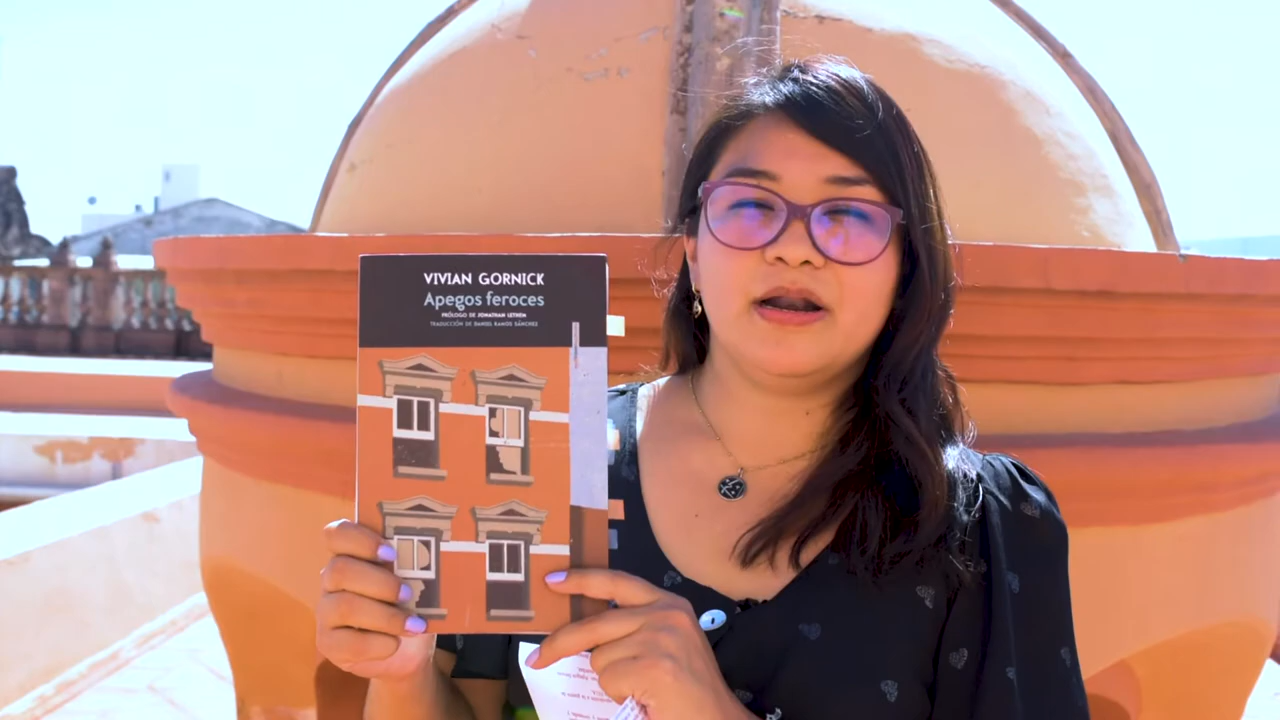 VIVIAN GORNICK
Apegos feroces
PRÓLOGO DE JONATHAN LETHEM
TRADUCCIÓN DE DANIEL RAMOS SÁNCHEZ